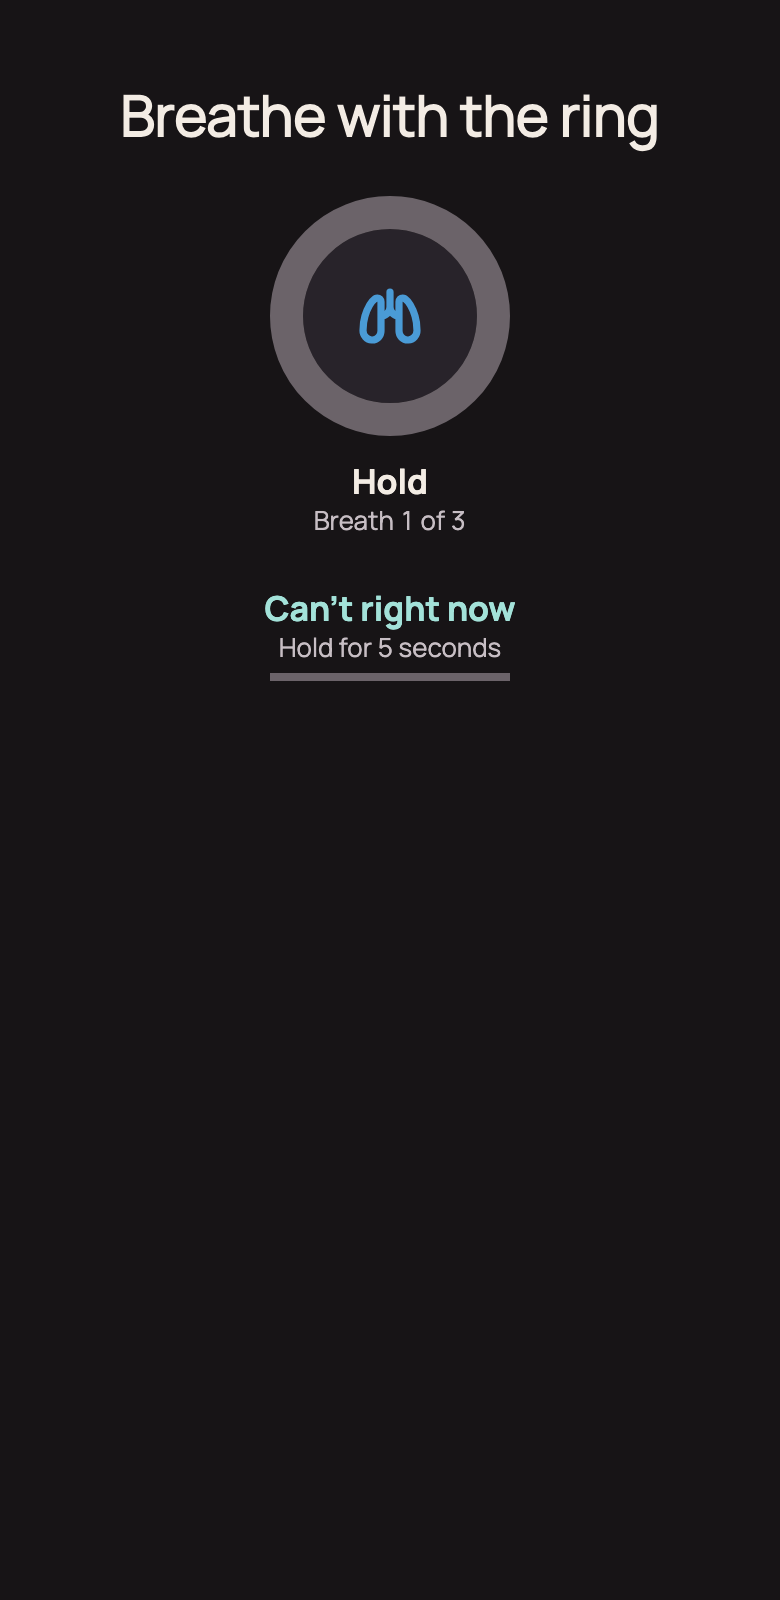 Breathe with the ring
Hold
Breath 1 of 3
Can’t right now
Hold for 5 seconds